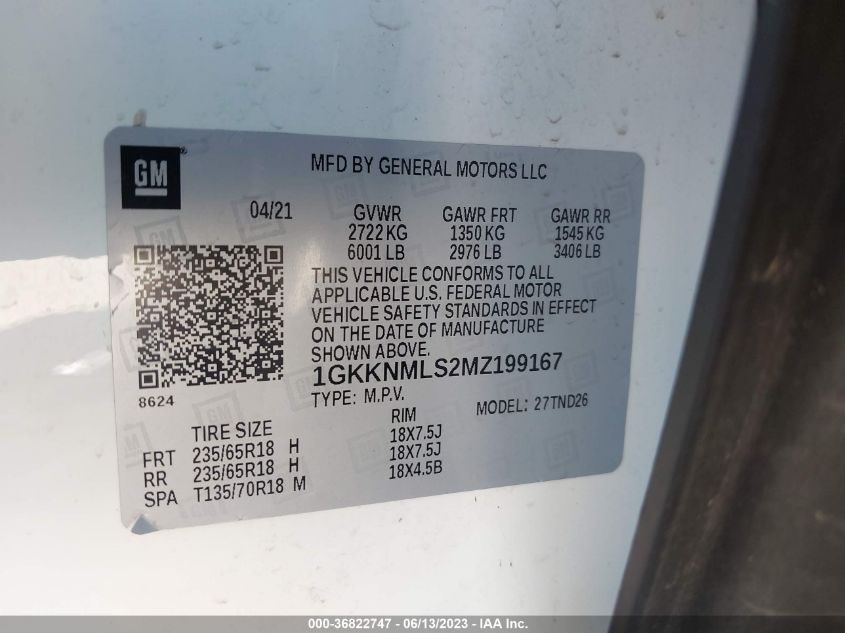 GM ®
MFD BY GENERAL MOTORS LLC
04/21 GVWR GAWR FRT GAWR RR
2722 KG 1350 KG 1545 KG
6001 LB 2976 LB 3406 LB
THIS VEHICLE CONFORMS TO ALL
APPLICABLE U.S. FEDERAL MOTOR
VEHICLE SAFETY STANDARDS IN EFFECT
ON THE DATE OF MANUFACTURE
SHOWN ABOVE.
1GKKNMLS2MZ199167
8624
TYPE: M.P.V. MODEL: 27TND26
TIRE SIZE RIM
FRT 235/65R18 H 18X7.5J
RR 235/65R18 H 18X7.5J
SPA T135/70R18 M 18X4.5B
000-36822747 - 06/13/2023 - IAA Inc.